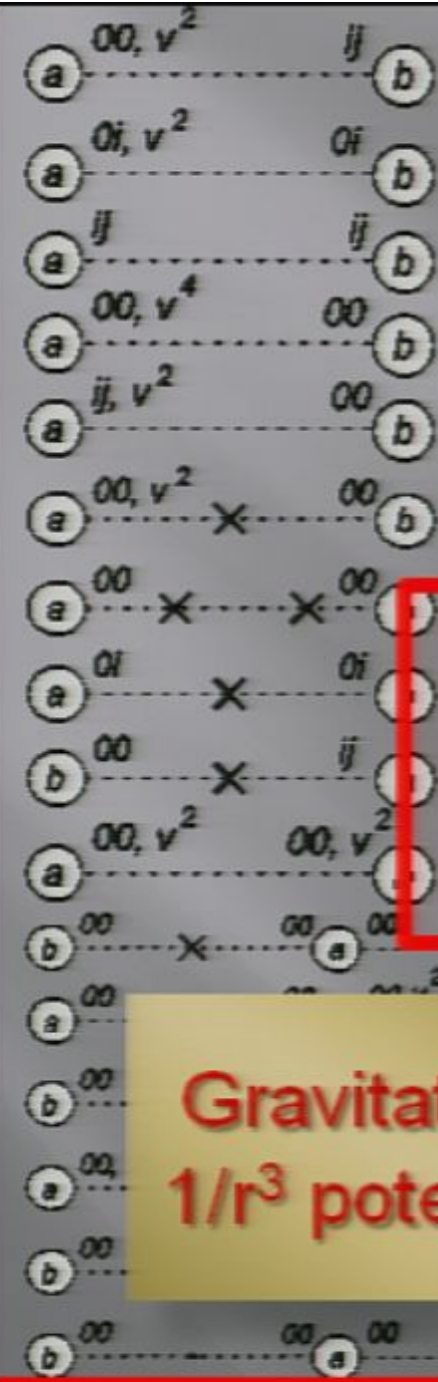 a 00, v² ij b
a 0i, v² 0i b
a ij ij b
a 00, v⁴ 00 b
a ij, v² 00 b
a 00, v² 00 b
a 00 00
a 0i 0i
b 00 ij
a 00, v² 00, v²
b 00 00 a 00
a 00
b 00
a 00,
b 00
b 00 00 a 00
1/r³